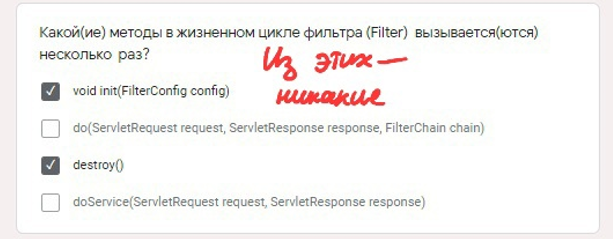 Какой(ие) методы в жизненном цикле фильтра (Filter) вызывается(ются)
несколько раз?
Из этих —
никакие
void init(FilterConfig config)
do(ServletRequest request, ServletResponse response, FilterChain chain)
destroy()
doService(ServletRequest request, ServletResponse response)